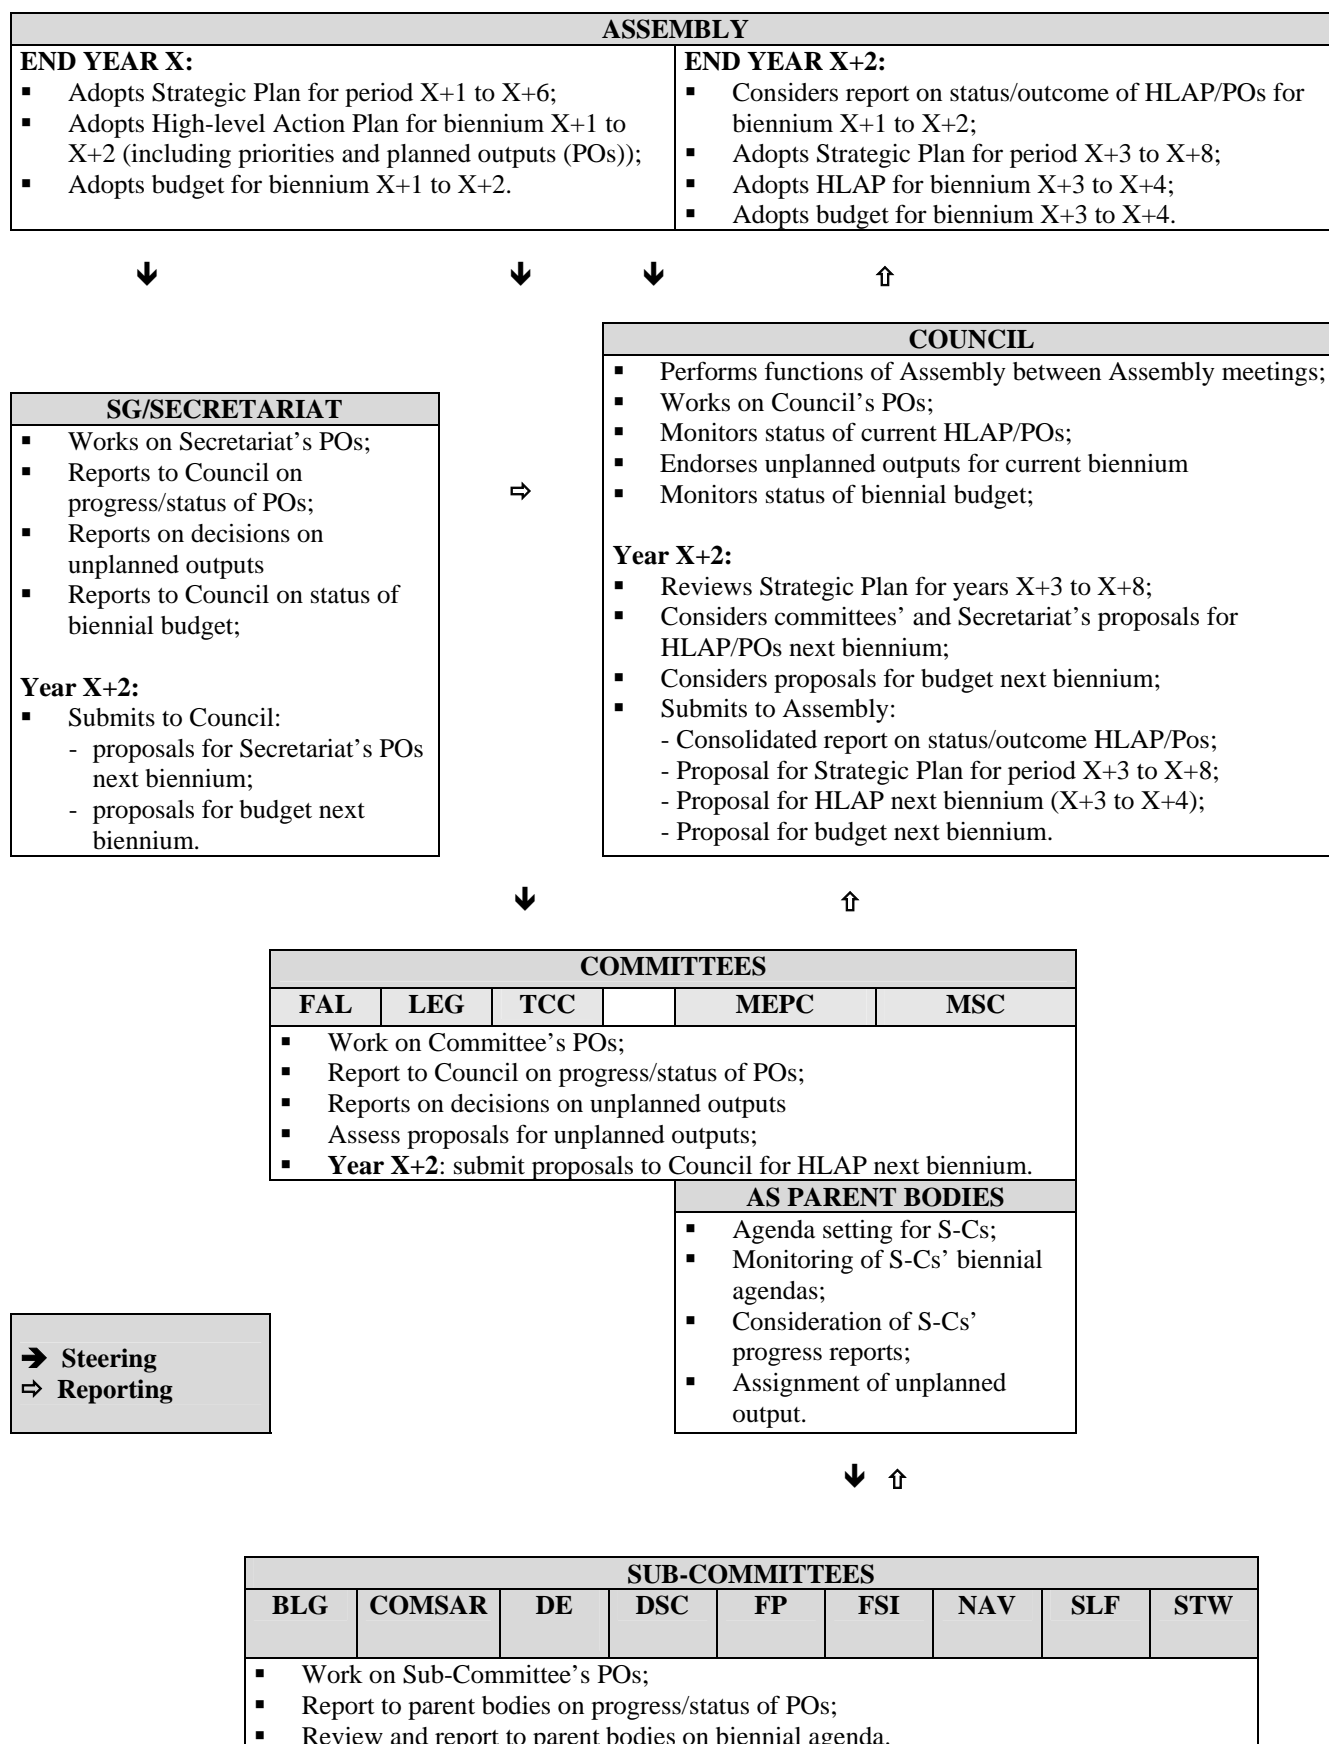 ASSEMBLY
END YEAR X:
▪ Adopts Strategic Plan for period X+1 to X+6;
▪ Adopts High-level Action Plan for biennium X+1 to
X+2 (including priorities and planned outputs (POs));
▪ Adopts budget for biennium X+1 to X+2.
END YEAR X+2:
▪ Considers report on status/outcome of HLAP/POs for
biennium X+1 to X+2;
▪ Adopts Strategic Plan for period X+3 to X+8;
▪ Adopts HLAP for biennium X+3 to X+4;
▪ Adopts budget for biennium X+3 to X+4.
SG/SECRETARIAT
▪ Works on Secretariat’s POs;
▪ Reports to Council on
progress/status of POs;
▪ Reports on decisions on
unplanned outputs
▪ Reports to Council on status of
biennial budget;
Year X+2:
▪ Submits to Council:
- proposals for Secretariat’s POs
next biennium;
- proposals for budget next
biennium.
COUNCIL
▪ Performs functions of Assembly between Assembly meetings;
▪ Works on Council’s POs;
▪ Monitors status of current HLAP/POs;
▪ Endorses unplanned outputs for current biennium
▪ Monitors status of biennial budget;
Year X+2:
▪ Reviews Strategic Plan for years X+3 to X+8;
▪ Considers committees’ and Secretariat’s proposals for
HLAP/POs next biennium;
▪ Considers proposals for budget next biennium;
▪ Submits to Assembly:
- Consolidated report on status/outcome HLAP/Pos;
- Proposal for Strategic Plan for period X+3 to X+8;
- Proposal for HLAP next biennium (X+3 to X+4);
- Proposal for budget next biennium.
COMMITTEES
FAL LEG TCC MEPC MSC
▪ Work on Committee’s POs;
▪ Report to Council on progress/status of POs;
▪ Reports on decisions on unplanned outputs
▪ Assess proposals for unplanned outputs;
▪ Year X+2: submit proposals to Council for HLAP next biennium.
AS PARENT BODIES
▪ Agenda setting for S-Cs;
▪ Monitoring of S-Cs’ biennial
agendas;
▪ Consideration of S-Cs’
progress reports;
▪ Assignment of unplanned
output.
➔ Steering
⇨ Reporting
SUB-COMMITTEES
BLG COMSAR DE DSC FP FSI NAV SLF STW
▪ Work on Sub-Committee’s POs;
▪ Report to parent bodies on progress/status of POs;
▪ Review and report to parent bodies on biennial agenda.